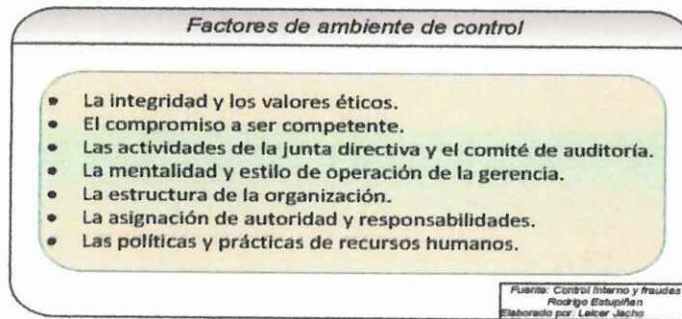 Factores de ambiente de control
• La integridad y los valores éticos.
• El compromiso a ser competente.
• Las actividades de la junta directiva y el comité de auditoría.
• La mentalidad y estilo de operación de la gerencia.
• La estructura de la organización.
• La asignación de autoridad y responsabilidades.
• Las políticas y prácticas de recursos humanos.
Fuente: Control Interno y fraudes
Rodrigo Estupiñan
Elaborado por: Leicer Jacho